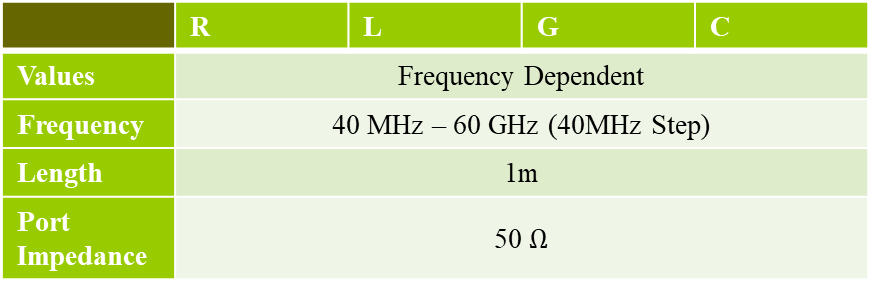 R L G C
Values Frequency Dependent
Frequency 40 MHz – 60 GHz (40MHz Step)
Length 1m
Port
Impedance 50 Ω